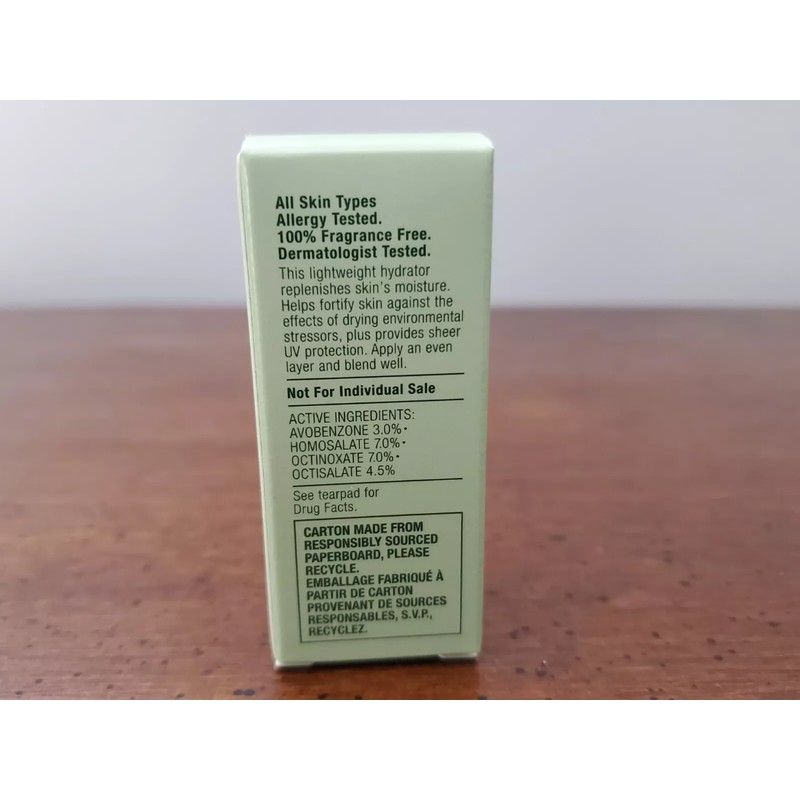 All Skin Types
Allergy Tested.
100% Fragrance Free.
Dermatologist Tested.
This lightweight hydrator
replenishes skin's moisture.
Helps fortify skin against the
effects of drying environmental
stressors, plus provides sheer
UV protection. Apply an even
layer and blend well.
Not For Individual Sale
ACTIVE INGREDIENTS:
AVOBENZONE 3.0%•
HOMOSALATE 7.0%•
OCTINOXATE 7.0%•
OCTISALATE 4.5%
See tearpad for
Drug Facts.
CARTON MADE FROM
RESPONSIBLY SOURCED
PAPERBOARD, PLEASE
RECYCLE.
EMBALLAGE FABRIQUÉ À
PARTIR DE CARTON
PROVENANT DE SOURCES
RESPONSABLES, S.V.P.,
RECYCLEZ.